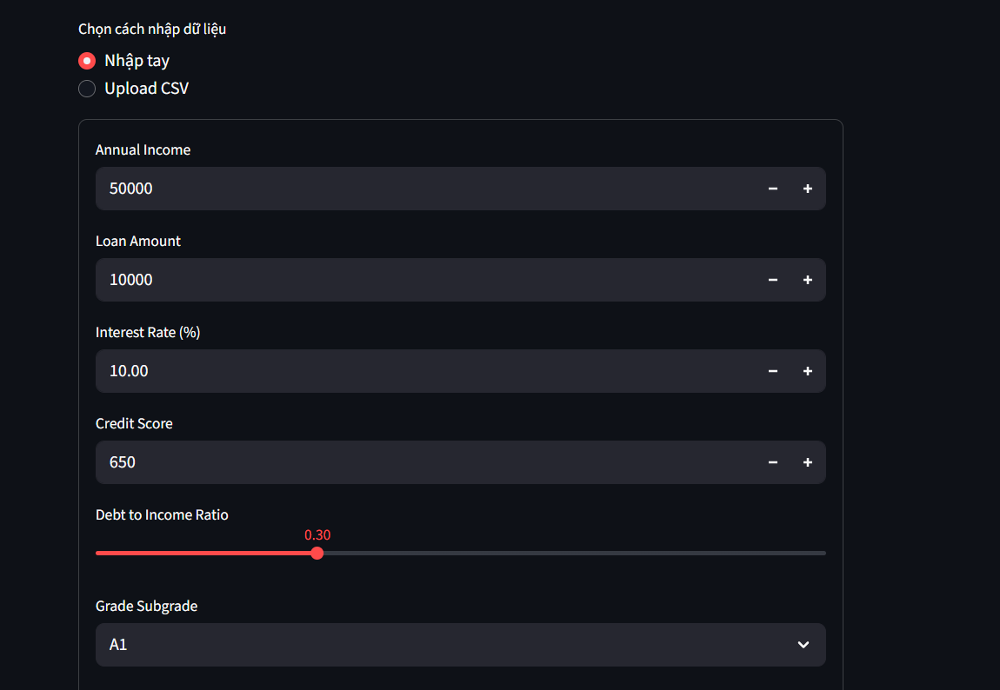 Chọn cách nhập dữ liệu
Nhập tay
Upload CSV
Annual Income
50000
Loan Amount
10000
Interest Rate (%)
10.00
Credit Score
650
Debt to Income Ratio
0.30
Grade Subgrade
A1